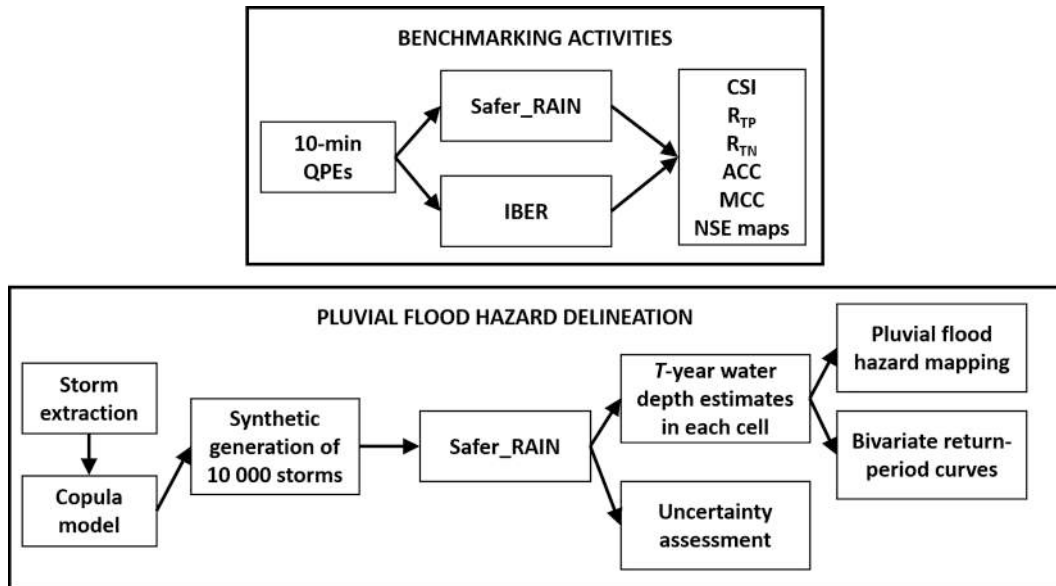 BENCHMARKING ACTIVITIES
10-min
QPEs
Safer_RAIN
IBER
CSI
R_TP
R_TN
ACC
MCC
NSE maps
PLUVIAL FLOOD HAZARD DELINEATION
Storm
extraction
Copula
model
Synthetic
generation of
10 000 storms
Safer_RAIN
T-year water
depth estimates
in each cell
Uncertainty
assessment
Pluvial flood
hazard mapping
Bivariate return-
period curves